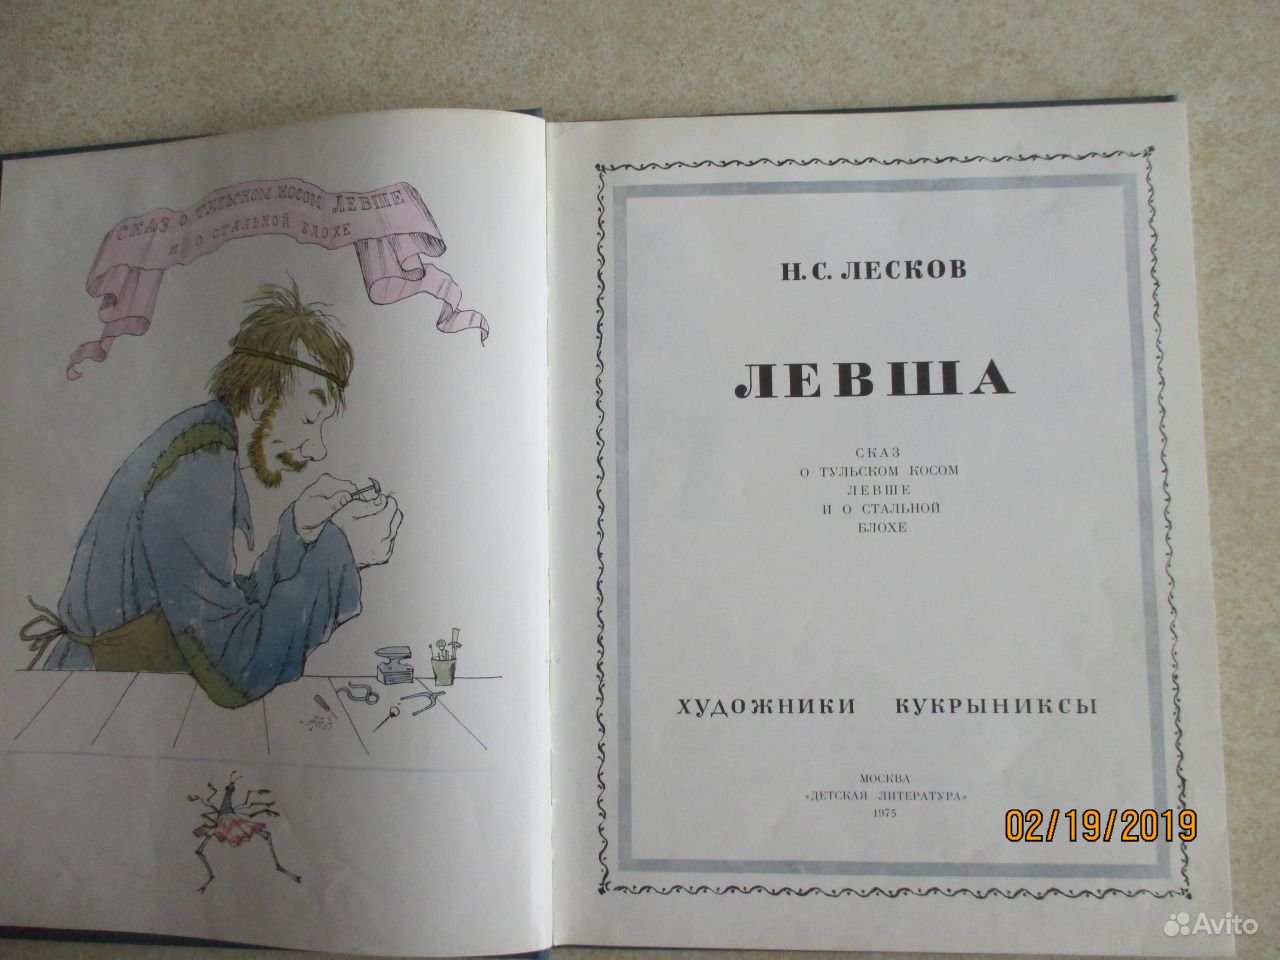 СКАЗ О ТУЛЬСКОМ КОСОМ ЛЕВШЕ
И О СТАЛЬНОЙ БЛОХЕ
Н. С. ЛЕСКОВ
ЛЕВША
СКАЗ
О ТУЛЬСКОМ КОСОМ
ЛЕВШЕ
И О СТАЛЬНОЙ
БЛОХЕ
ХУДОЖНИКИ КУКРЫНИКСЫ
МОСКВА
«ДЕТСКАЯ ЛИТЕРАТУРА»
1975
02/19/2019
Avito